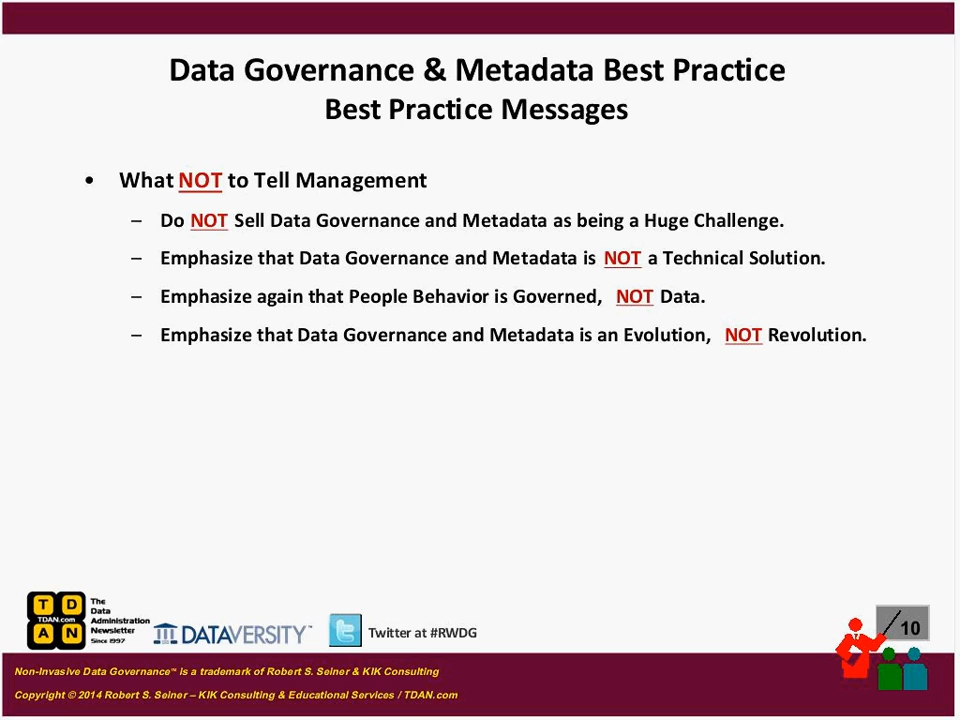 Data Governance & Metadata Best Practice
Best Practice Messages
• What NOT to Tell Management
– Do NOT Sell Data Governance and Metadata as being a Huge Challenge.
– Emphasize that Data Governance and Metadata is NOT a Technical Solution.
– Emphasize again that People Behavior is Governed, NOT Data.
– Emphasize that Data Governance and Metadata is an Evolution, NOT Revolution.
T D
TDAN.com
A N
The
Data
Administration
Newsletter
Since 1997
DATAVERSITY™
Twitter at #RWDG
10
Non-Invasive Data Governance™ is a trademark of Robert S. Seiner & KIK Consulting
Copyright © 2014 Robert S. Seiner – KIK Consulting & Educational Services / TDAN.com